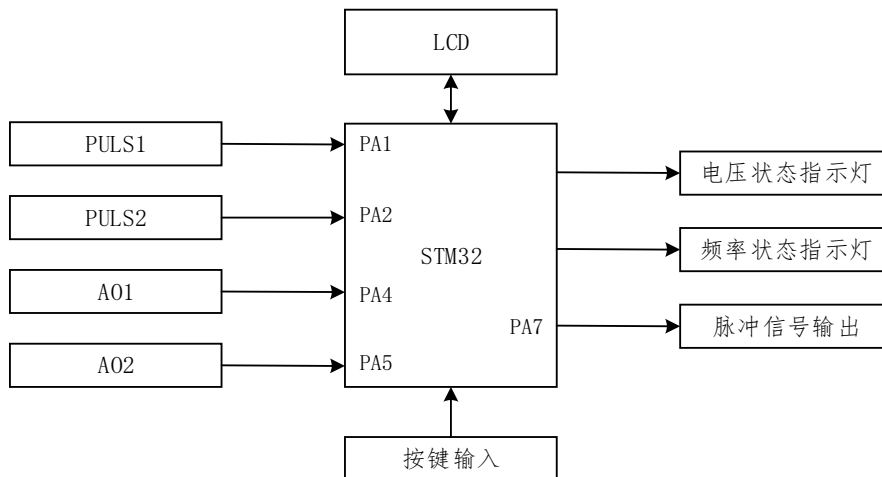 LCD
PULS1
PULS2
AO1
AO2
PA1
PA2
PA4
PA5
STM32
PA7
电压状态指示灯
频率状态指示灯
脉冲信号输出
按键输入